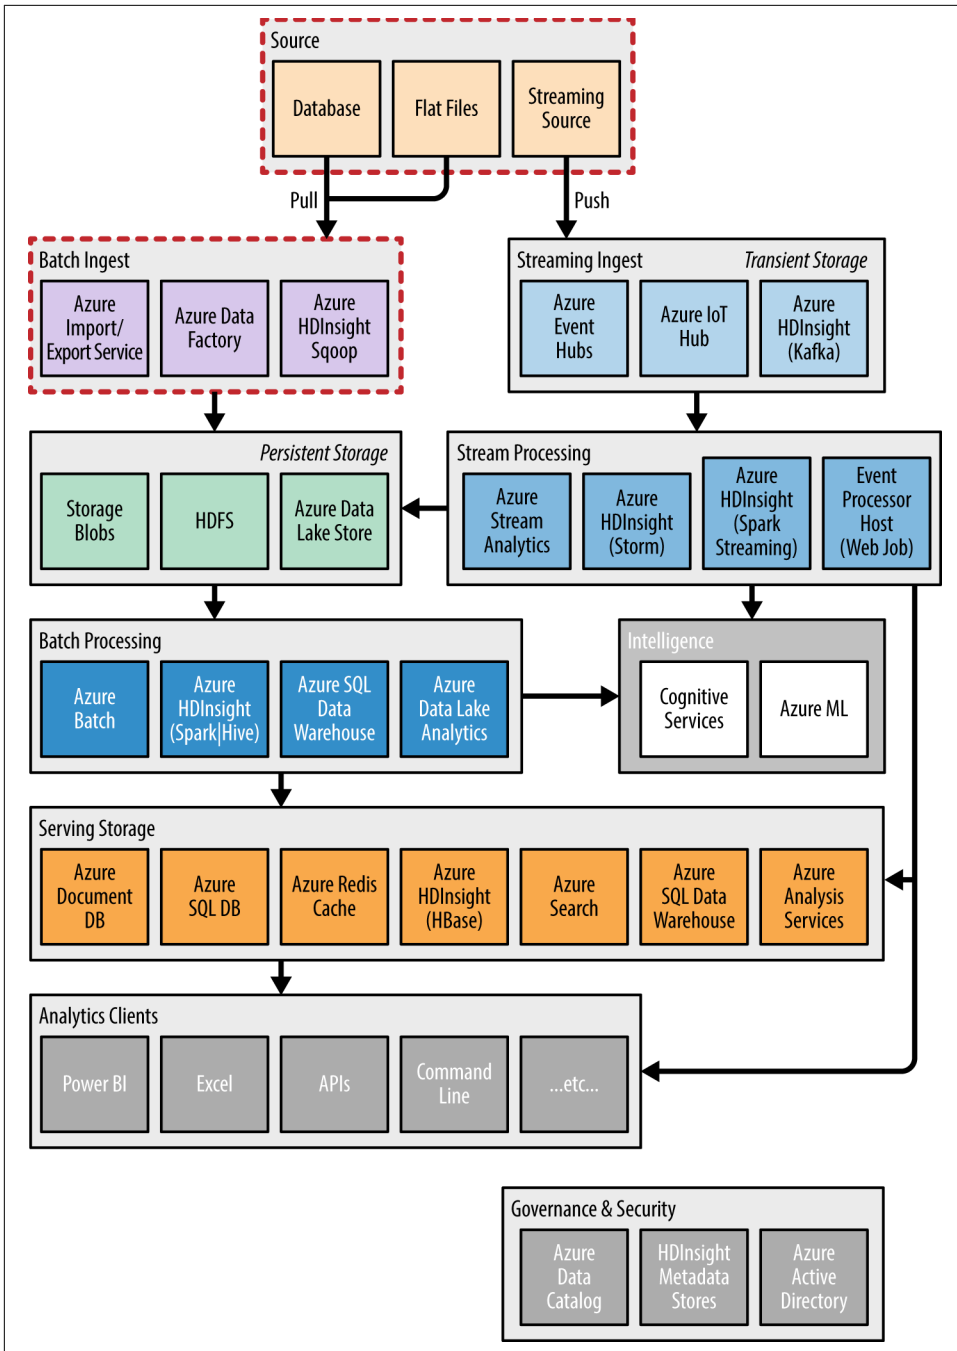 Source
Database
Flat Files
Streaming
Source
Pull
Push
Batch Ingest
Azure
Import/
Export Service
Azure Data
Factory
Azure
HDInsight
Sqoop
Streaming Ingest
Transient Storage
Azure
Event
Hubs
Azure IoT
Hub
Azure
HDInsight
(Kafka)
Persistent Storage
Storage
Blobs
HDFS
Azure Data
Lake Store
Stream Processing
Azure
Stream
Analytics
Azure
HDInsight
(Storm)
Azure
HDInsight
(Spark
Streaming)
Event
Processor
Host
(Web Job)
Batch Processing
Azure
Batch
Azure
HDInsight
(Spark|Hive)
Azure SQL
Data
Warehouse
Azure
Data Lake
Analytics
Intelligence
Cognitive
Services
Azure ML
Serving Storage
Azure
Document
DB
Azure
SQL DB
Azure Redis
Cache
Azure
HDInsight
(HBase)
Azure
Search
Azure
SQL Data
Warehouse
Azure
Analysis
Services
Analytics Clients
Power BI
Excel
APIs
Command
Line
...etc...
Governance & Security
Azure
Data
Catalog
HDInsight
Metadata
Stores
Azure
Active
Directory